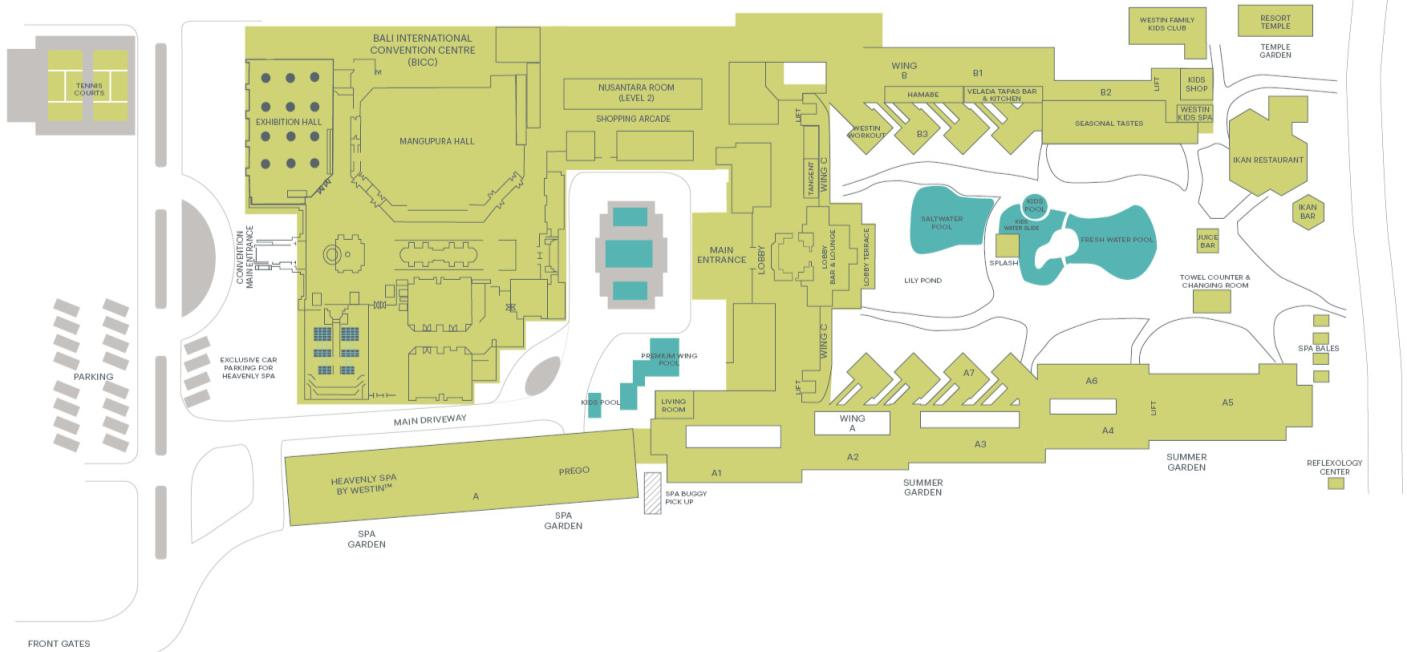 BALI INTERNATIONAL
CONVENTION CENTRE
(BICC)
TENNIS
COURTS
EXHIBITION HALL
MANGUPURA HALL
NUSANTARA ROOM
(LEVEL 2)
SHOPPING ARCADE
WING
B
B1
HAMABE
VELADA TAPAS BAR
& KITCHEN
B2
LIFT
LIFT
WESTIN
WORKOUT
B3
SEASONAL TASTES
WESTIN FAMILY
KIDS CLUB
RESORT
TEMPLE
TEMPLE
GARDEN
KIDS
SHOP
WESTIN
KIDS SPA
IKAN RESTAURANT
IKAN
BAR
TANGENT
WING C
CONVENTION
MAIN ENTRANCE
MAIN
ENTRANCE
LOBBY
LOBBY
BAR & LOUNGE
LOBBY TERRACE
SALTWATER
POOL
KIDS
POOL
KIDS
WATER SLIDE
FRESH WATER POOL
SPLASH
LILY POND
JUICE
BAR
TOWEL COUNTER &
CHANGING ROOM
SPA BALES
PARKING
EXCLUSIVE CAR
PARKING FOR
HEAVENLY SPA
PREMIUM WING
POOL
KIDS POOL
LIVING
ROOM
WING C
LIFT
MAIN DRIVEWAY
WING
A
A7
A6
A5
LIFT
A4
A3
A2
A1
HEAVENLY SPA
BY WESTIN™
PREGO
A
SPA BUGGY
PICK UP
SPA
GARDEN
SPA
GARDEN
SUMMER
GARDEN
SUMMER
GARDEN
REFLEXOLOGY
CENTER
FRONT GATES